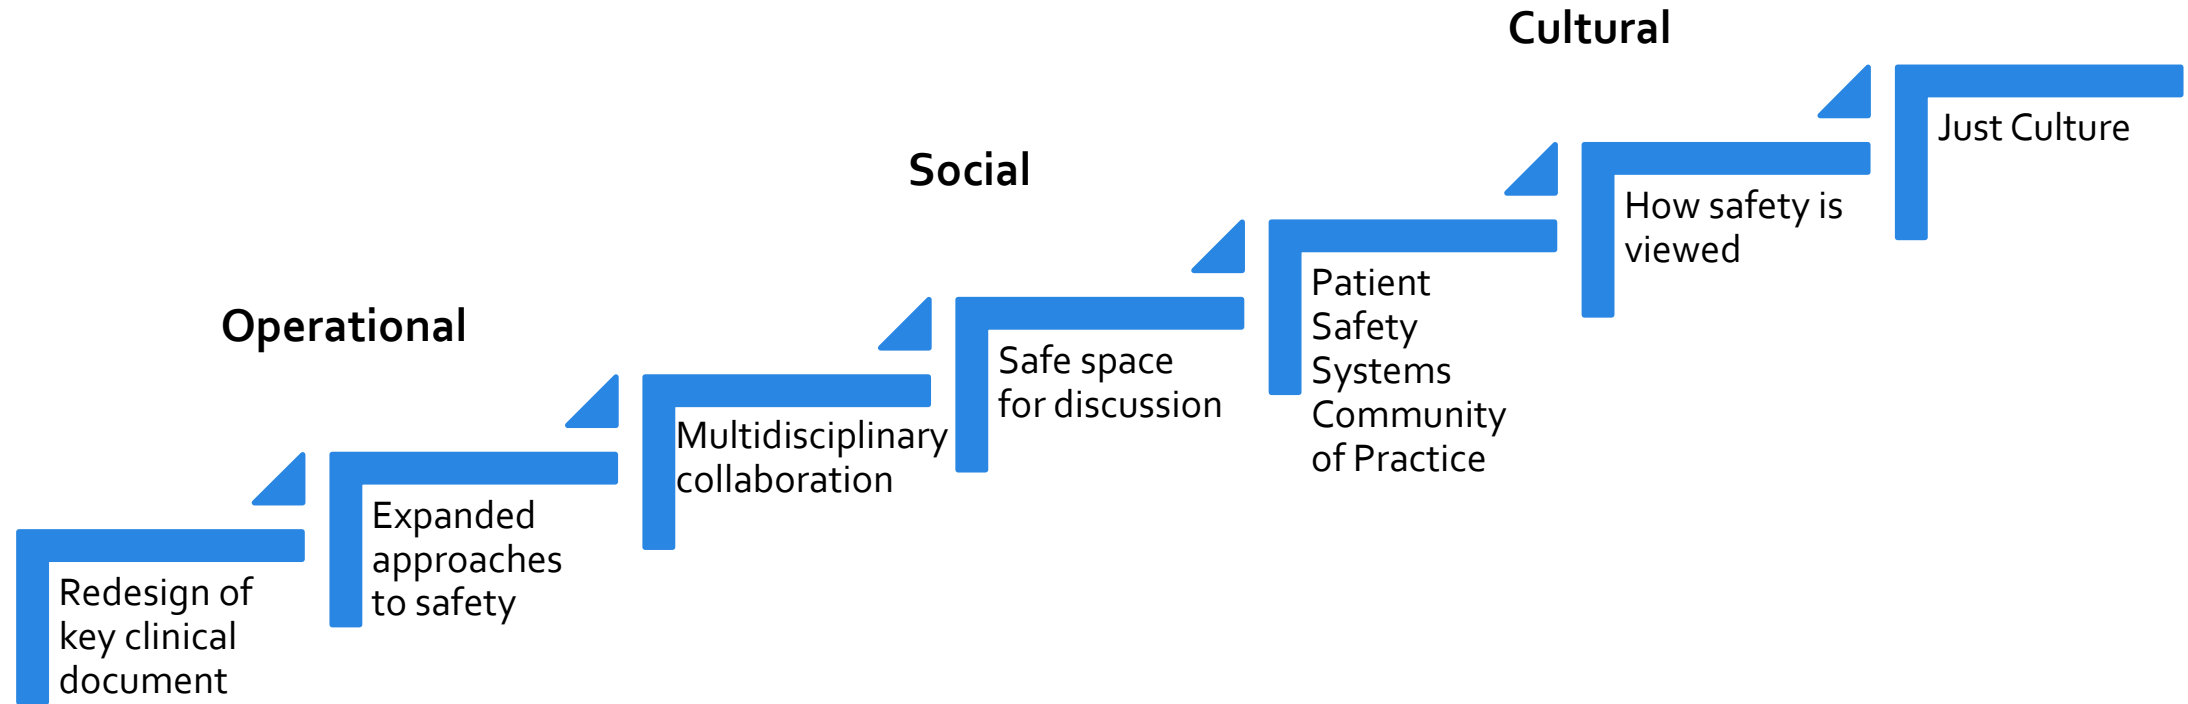 Cultural
Just Culture
Social
How safety is
viewed
Patient
Safety
Systems
Community
of Practice
Operational
Safe space
for discussion
Multidisciplinary
collaboration
Expanded
approaches
to safety
Redesign of
key clinical
document